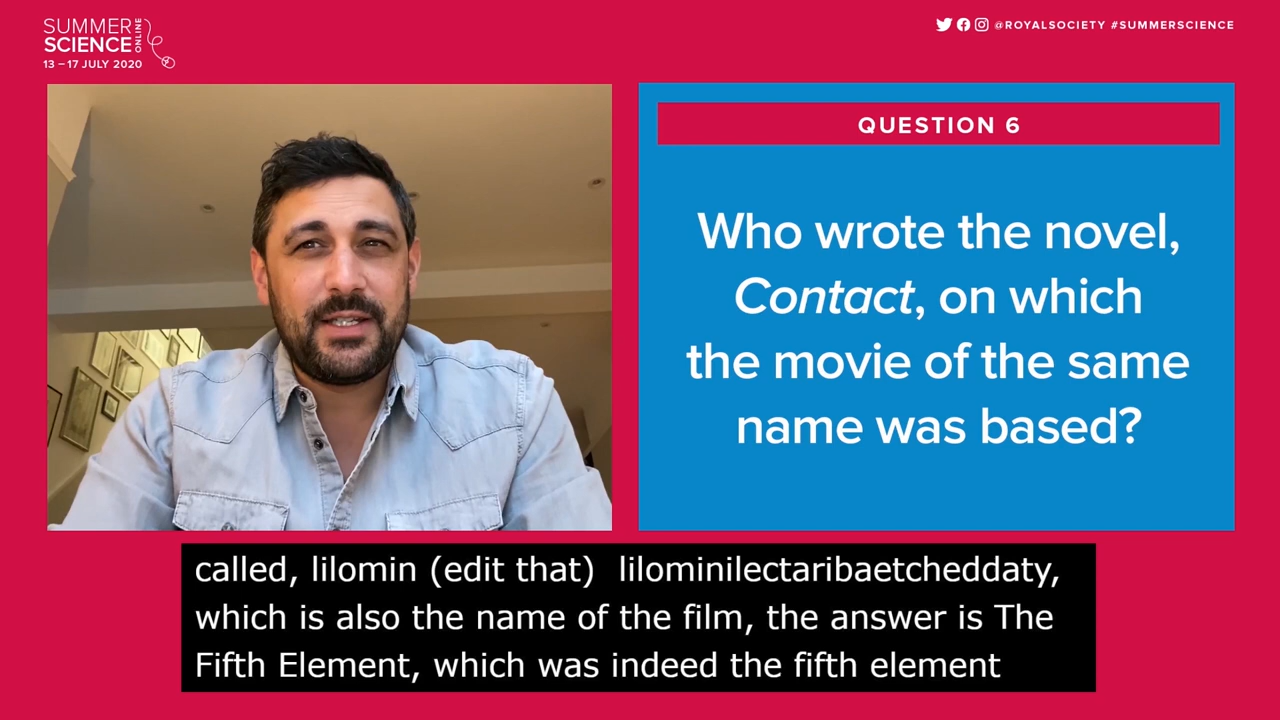 SUMMER
SCIENCE
ONLINE
13 – 17 JULY 2020
@ROYALSOCIETY #SUMMERSCIENCE
QUESTION 6
Who wrote the novel,
Contact, on which
the movie of the same
name was based?
called, lilomin (edit that)  lilominilectaribaetcheddaty,
which is also the name of the film, the answer is The
Fifth Element, which was indeed the fifth element